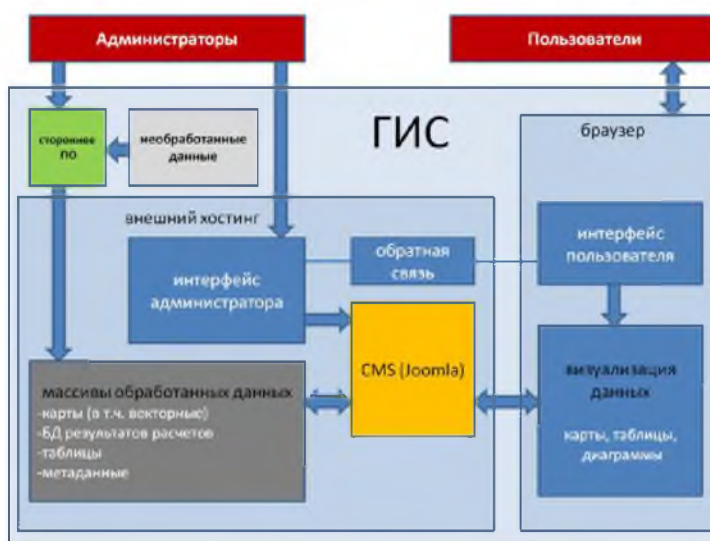 Администраторы
Пользователи
ГИС
браузер
стороннее
ПО
необработанные
данные
внешний хостинг
интерфейс
администратора
обратная
связь
интерфейс
пользователя
CMS (Joomla)
массивы обработанных данных
-карты (в т.ч. векторные)
-БД результатов расчетов
-таблицы
-метаданные
визуализация
данных
карты, таблицы,
диаграммы